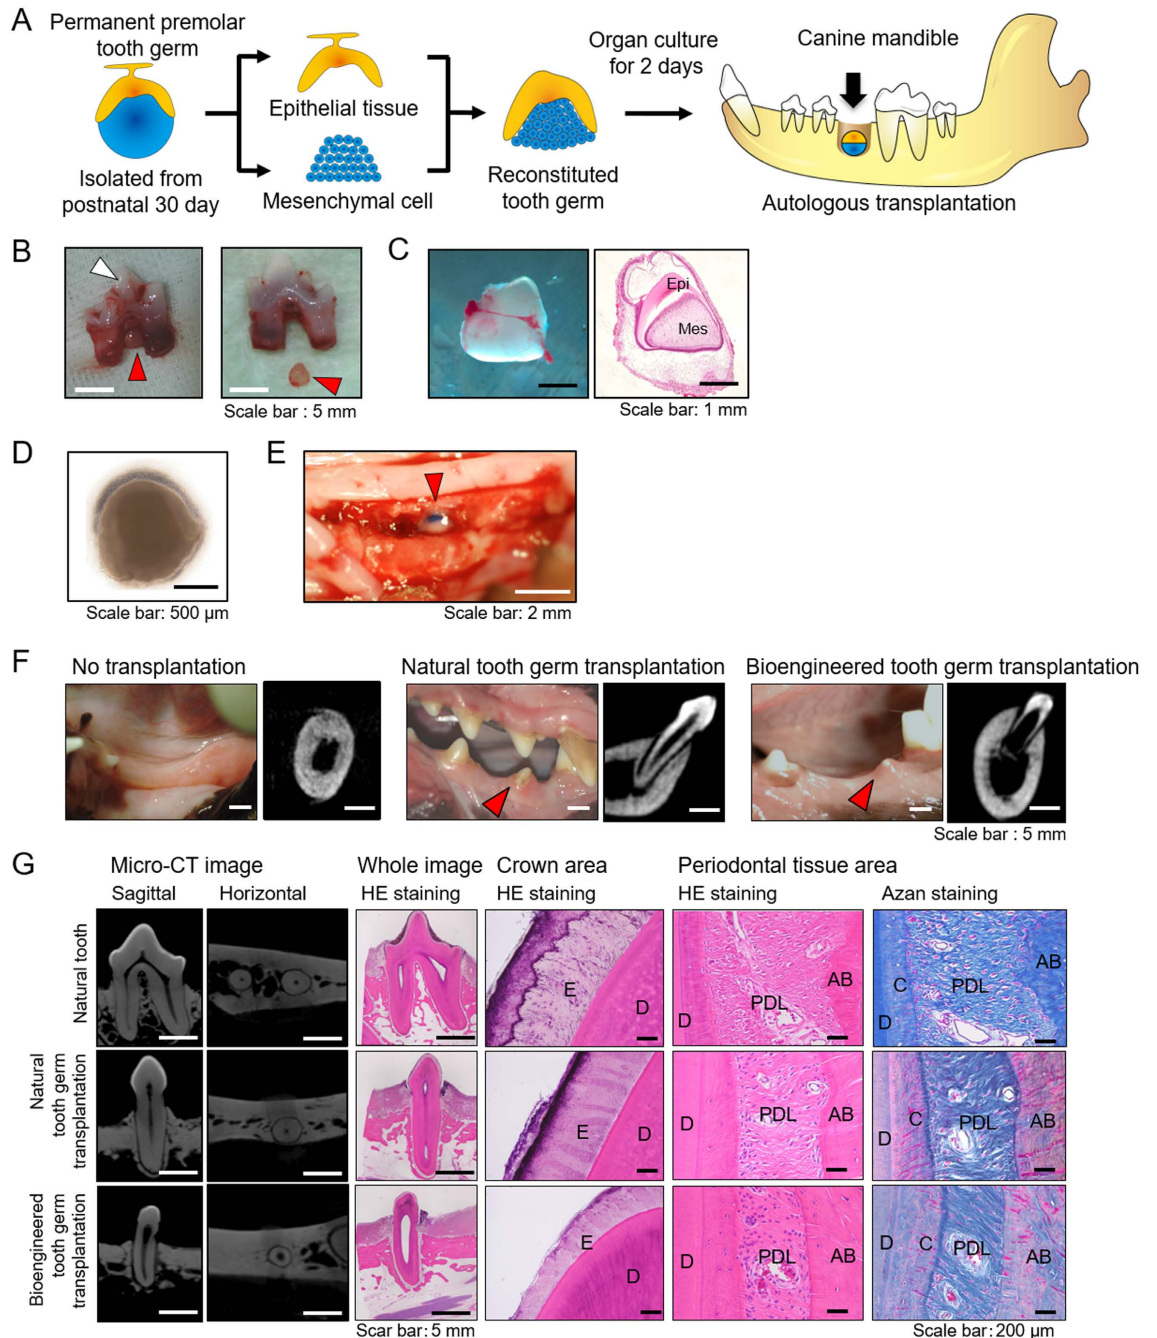 A
Permanent premolar
tooth germ
Isolated from
postnatal 30 day
Epithelial tissue
Mesenchymal cell
Reconstituted
tooth germ
Organ culture
for 2 days
Canine mandible
Autologous transplantation
B
Scale bar : 5 mm
C
Epi
Mes
Scale bar: 1 mm
D
Scale bar: 500 µm
E
Scale bar: 2 mm
F
No transplantation
Natural tooth germ transplantation
Bioengineered tooth germ transplantation
Scale bar : 5 mm
G
Micro-CT image
Sagittal
Horizontal
Whole image
HE staining
Crown area
HE staining
Periodontal tissue area
HE staining
Azan staining
Natural tooth
E
D
D
PDL
AB
D
C
PDL
AB
Natural
tooth germ
transplantation
E
D
D
PDL
AB
D
C
PDL
AB
Bioengineered
tooth germ
transplantation
E
D
D
PDL
AB
D
C
PDL
AB
Scar bar: 5 mm
Scale bar: 200 µm